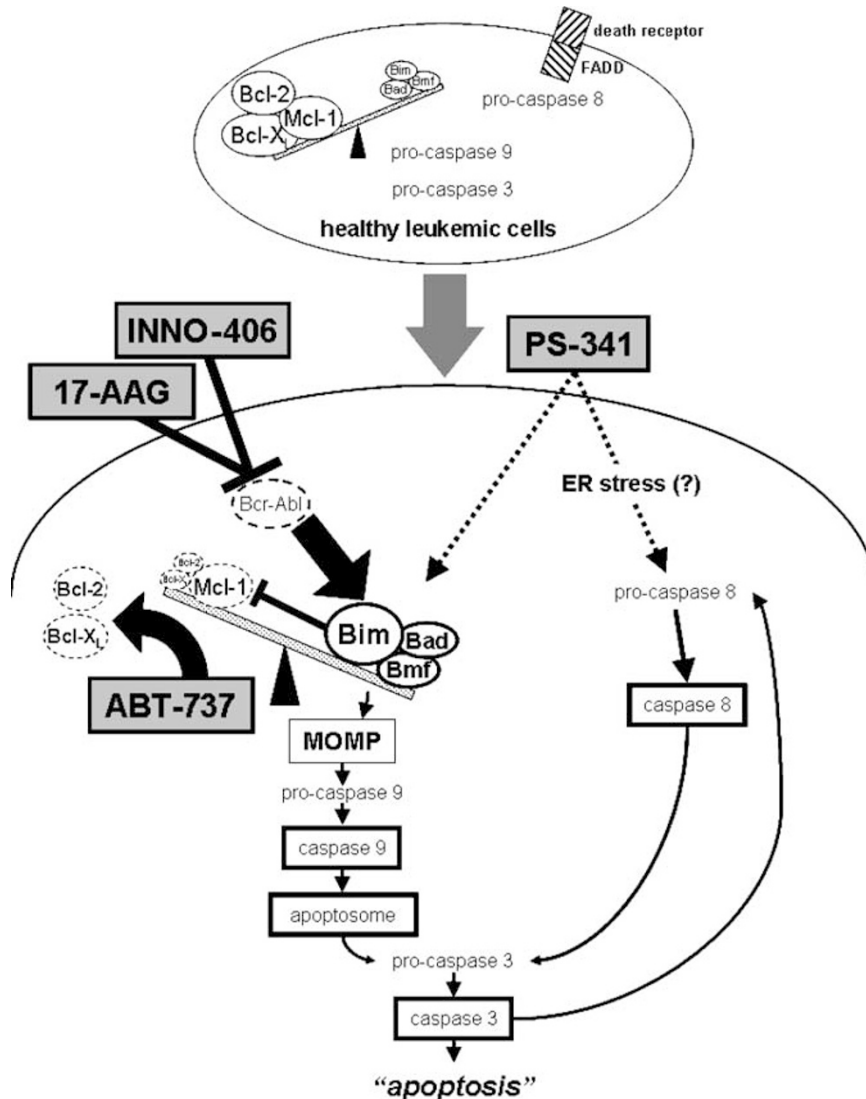 death receptor
FADD
Bim
Bad
Bmf
Bcl-2
Mcl-1
Bcl-XL
pro-caspase 8
pro-caspase 9
pro-caspase 3
healthy leukemic cells
INNO-406
17-AAG
PS-341
Bcr-Abl
ER stress (?)
Bcl-2
Bcl-X
Mcl-1
Bcl-2
Bcl-XL
Bim
Bad
Bmf
pro-caspase 8
ABT-737
caspase 8
MOMP
pro-caspase 9
caspase 9
apoptosome
pro-caspase 3
caspase 3
“apoptosis”